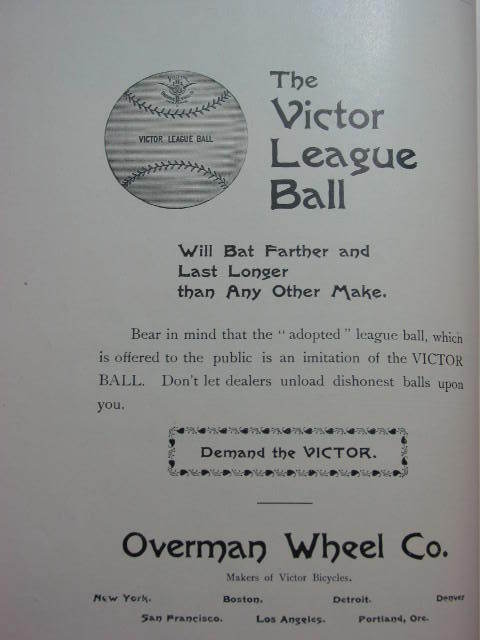 VICTOR LEAGUE BALL
The
Victor
League
Ball
Will Bat Farther and
Last Longer
than Any Other Make.
Bear in mind that the "adopted" league ball, which
is offered to the public is an imitation of the VICTOR
BALL. Don't let dealers unload dishonest balls upon
you.
Demand the VICTOR.
Overman Wheel Co.
Makers of Victor Bicycles.
New York. Boston. Detroit. Denver
San Francisco. Los Angeles. Portland, Ore.